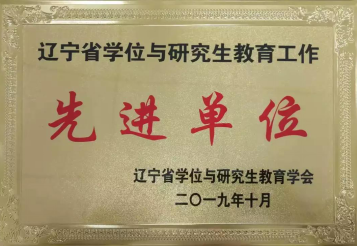 辽宁省学位与研究生教育工作
先进单位
辽宁省学位与研究生教育学会
二〇一九年十月